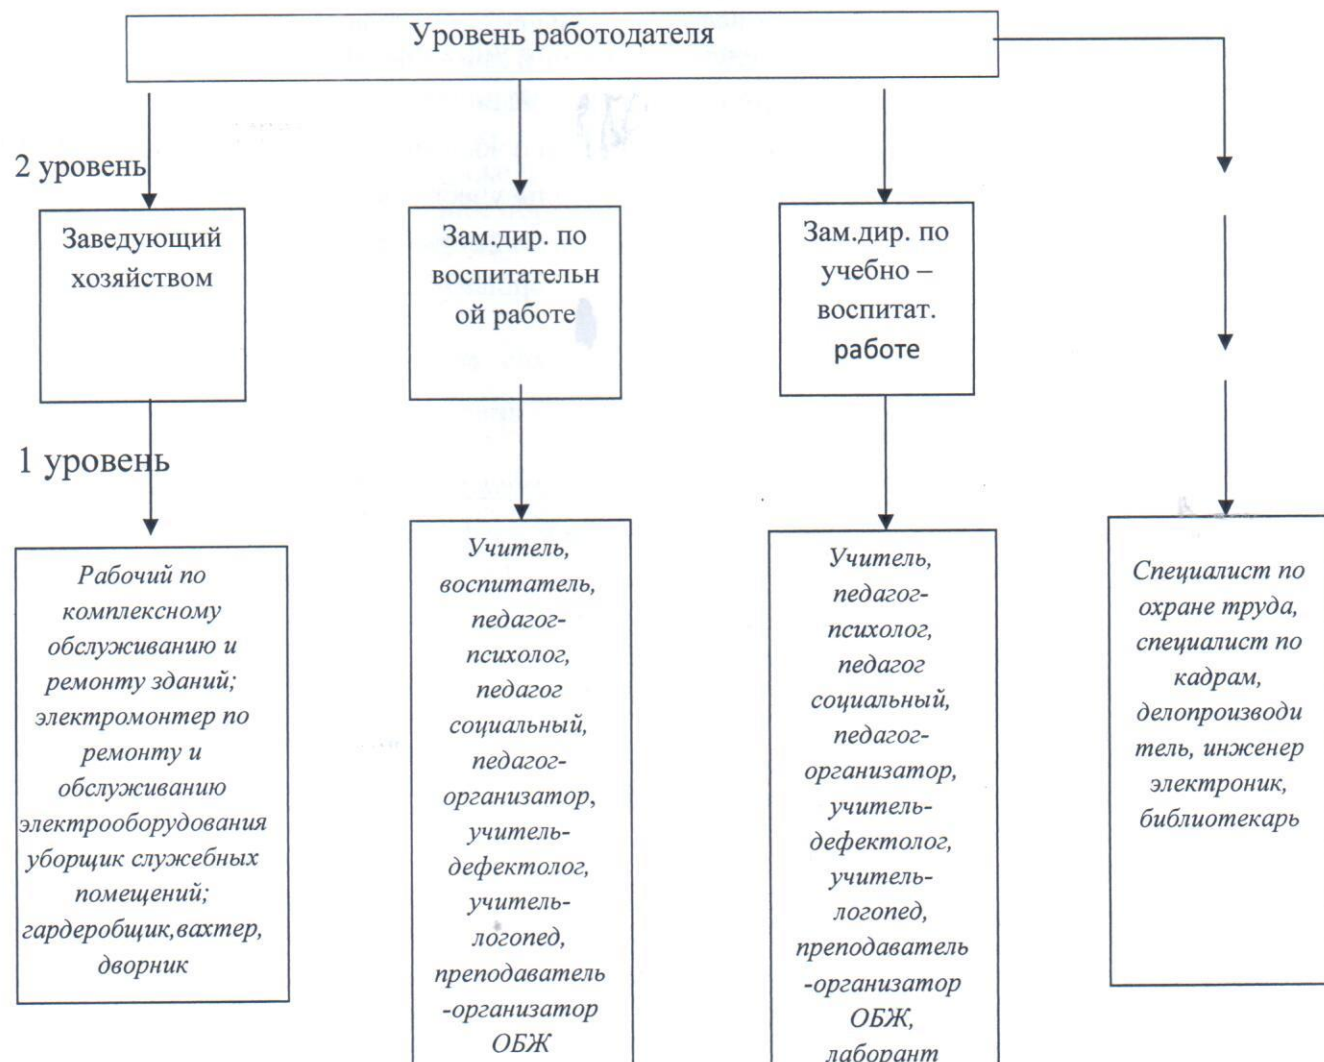 Уровень работодателя
2 уровень
Заведующий
хозяйством
Зам.дир. по
воспитательн
ой работе
Зам.дир. по
учебно –
воспитат.
работе
1 уровень
Рабочий по
комплексному
обслуживанию и
ремонту зданий;
электромонтер по
ремонту и
обслуживанию
электрооборудования
уборщик служебных
помещений;
гардеробщик,вахтер,
дворник
Учитель,
воспитатель,
педагог-
психолог,
педагог
социальный,
педагог-
организатор,
учитель-
дефектолог,
учитель-
логопед,
преподаватель
-организатор
ОБЖ
Учитель,
педагог-
психолог,
педагог
социальный,
педагог-
организатор,
учитель-
дефектолог,
учитель-
логопед,
преподаватель
-организатор
ОБЖ,
лаборант
Специалист по
охране труда,
специалист по
кадрам,
делопроизводи
тель, инженер
электроник,
библиотекарь